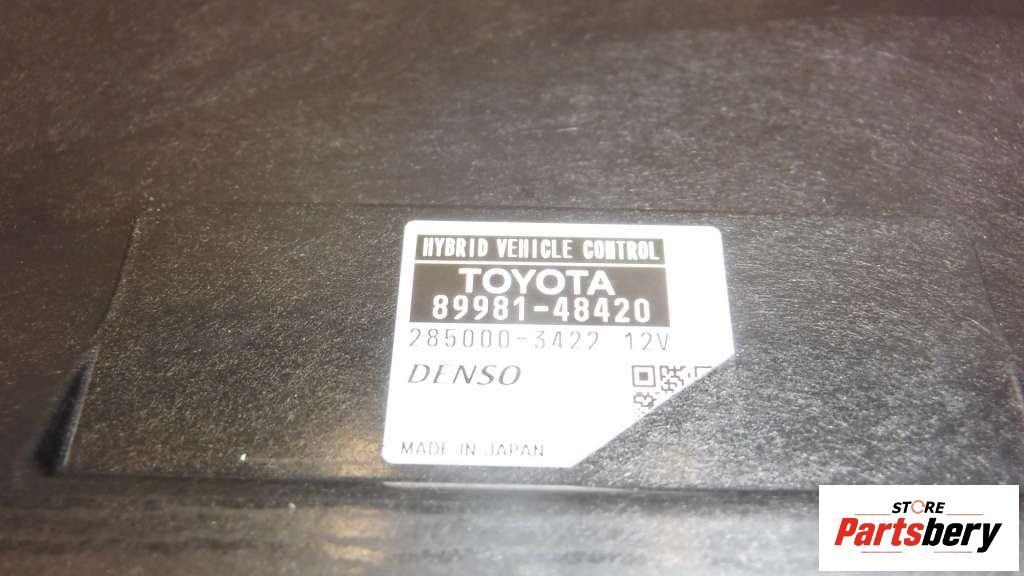 HYBRID VEHICLE CONTROL
TOYOTA
89981-48420
285000-3422 12V
DENSO
MADE IN JAPAN
STORE
Partsbery